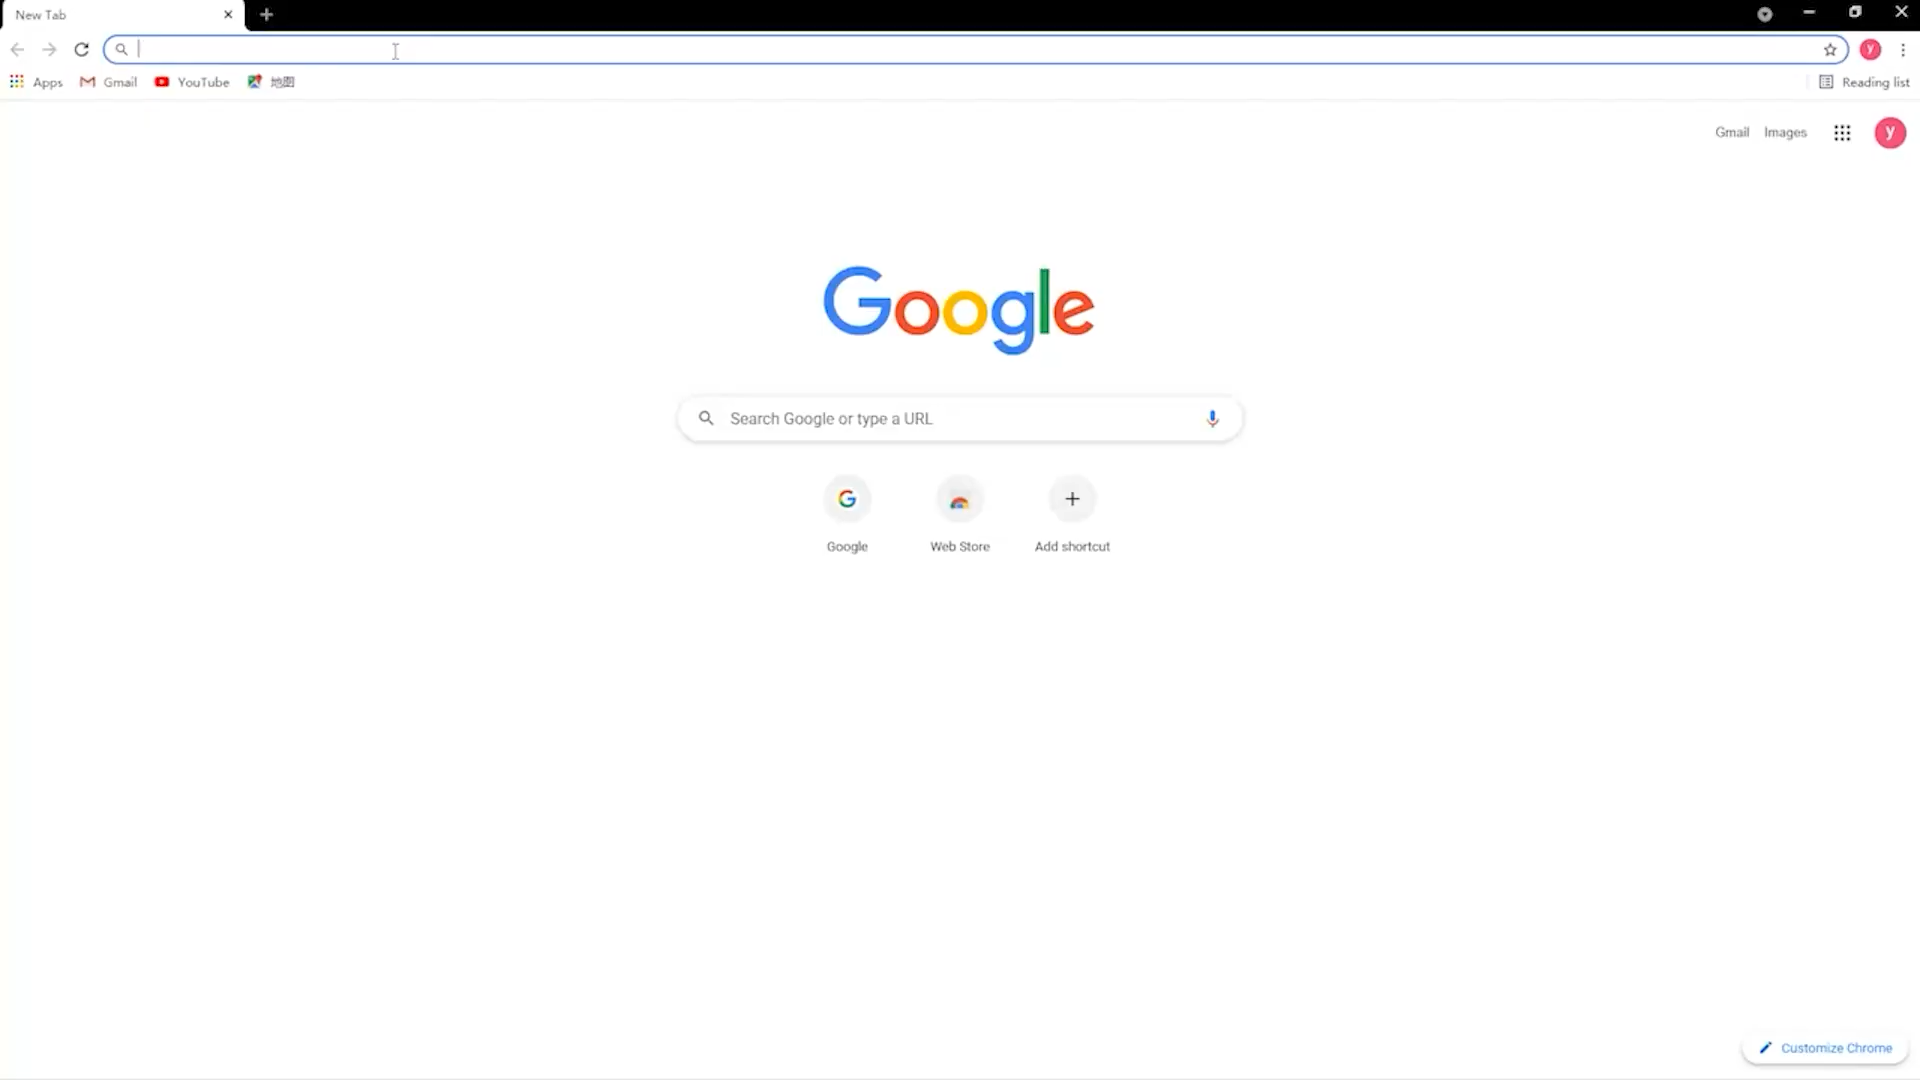 New Tab
Apps Gmail YouTube 地图 Reading list
Gmail Images y
Google
Search Google or type a URL
Google Web Store Add shortcut
Customize Chrome